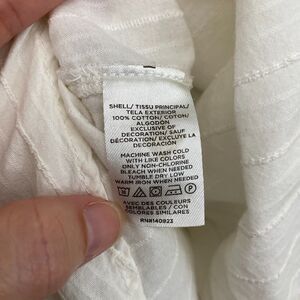 SHELL/ TISSU PRINCIPAL/
TELA EXTERIOR
100% COTTON/ COTON/
ALGODÓN
EXCLUSIVE OF
DECORATION/ SAUF
DÉCORATION/ EXCLUYE LA
DECORACIÓN
MACHINE WASH COLD
WITH LIKE COLORS
ONLY NON-CHLORINE
BLEACH WHEN NEEDED
TUMBLE DRY LOW
WARM IRON WHEN NEEDED
AVEC DES COULEURS
SEMBLABLES / CON
COLORES SIMILARES
RN#140823